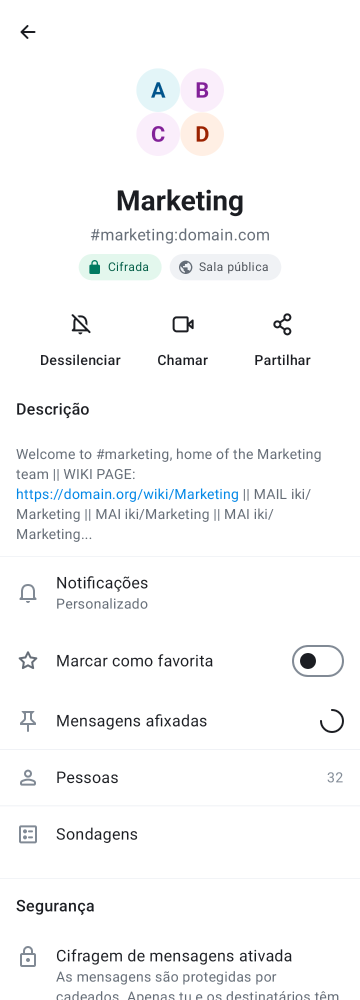 A B
C D
Marketing
#marketing:domain.com
Cifrada Sala pública
Dessilenciar Chamar Partilhar
Descrição
Welcome to #marketing, home of the Marketing
team || WIKI PAGE:
https://domain.org/wiki/Marketing || MAIL iki/
Marketing || MAI iki/Marketing || MAI iki/
Marketing...
Notificações
Personalizado
Marcar como favorita
Mensagens afixadas
Pessoas 32
Sondagens
Segurança
Cifragem de mensagens ativada
As mensagens são protegidas por
cadeados. Apenas tu e os destinatários têm